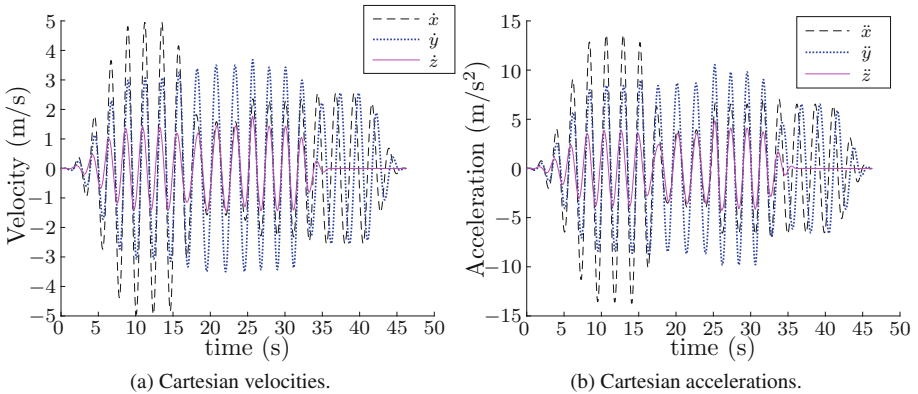 5
4
3
2
1
0
−1
−2
−3
−4
−5
Velocity (m/s)
0 5 10 15 20 25 30 35 40 45 50
time (s)
ẋ
ẏ
ż
(a) Cartesian velocities.
15
10
5
0
−5
−10
−15
Acceleration (m/s²)
0 5 10 15 20 25 30 35 40 45 50
time (s)
ẍ
ÿ
z̈
(b) Cartesian accelerations.